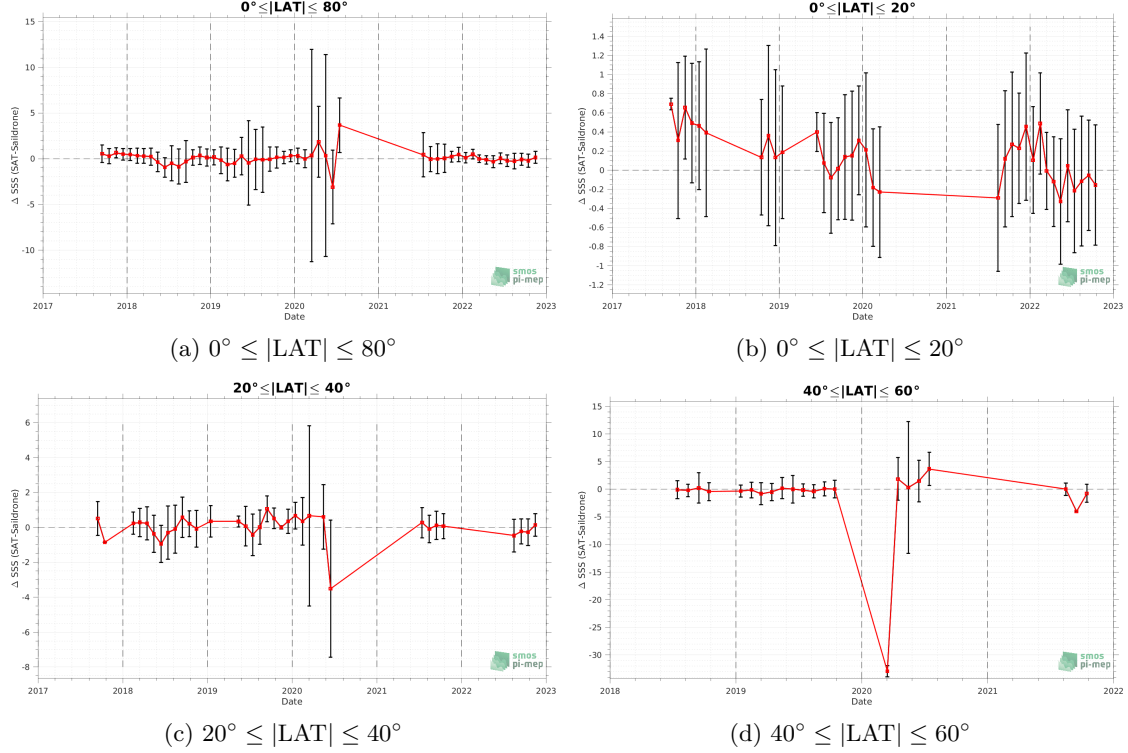 0°≤|LAT|≤ 80°
15
10
5
0
-5
-10
Δ SSS (SAT-Saildrone)
2017 2018 2019 2020 2021 2022 2023
Date
smos
pi-mep
(a) 0° ≤ |LAT| ≤ 80°
0°≤|LAT|≤ 20°
1.4
1.2
1
0.8
0.6
0.4
0.2
0
-0.2
-0.4
-0.6
-0.8
-1
-1.2
Δ SSS (SAT-Saildrone)
2017 2018 2019 2020 2021 2022 2023
Date
smos
pi-mep
(b) 0° ≤ |LAT| ≤ 20°
20°≤|LAT|≤ 40°
6
4
2
0
-2
-4
-6
-8
Δ SSS (SAT-Saildrone)
2017 2018 2019 2020 2021 2022 2023
Date
smos
pi-mep
(c) 20° ≤ |LAT| ≤ 40°
40°≤|LAT|≤ 60°
15
10
5
0
-5
-10
-15
-20
-25
-30
Δ SSS (SAT-Saildrone)
2018 2019 2020 2021 2022
Date
smos
pi-mep
(d) 40° ≤ |LAT| ≤ 60°